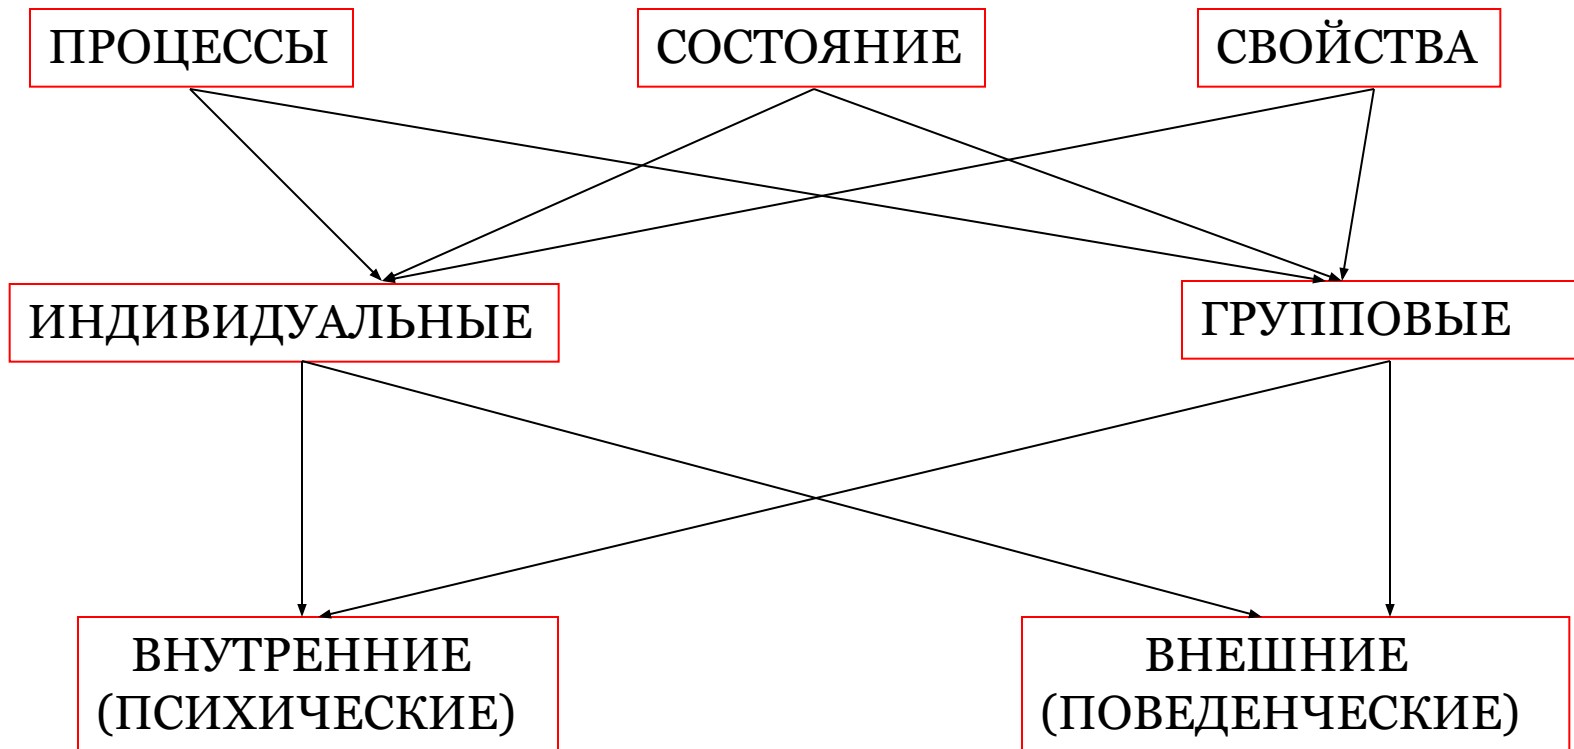 ПРОЦЕССЫ
СОСТОЯНИЕ
СВОЙСТВА
ИНДИВИДУАЛЬНЫЕ
ГРУППОВЫЕ
ВНУТРЕННИЕ
(ПСИХИЧЕСКИЕ)
ВНЕШНИЕ
(ПОВЕДЕНЧЕСКИЕ)